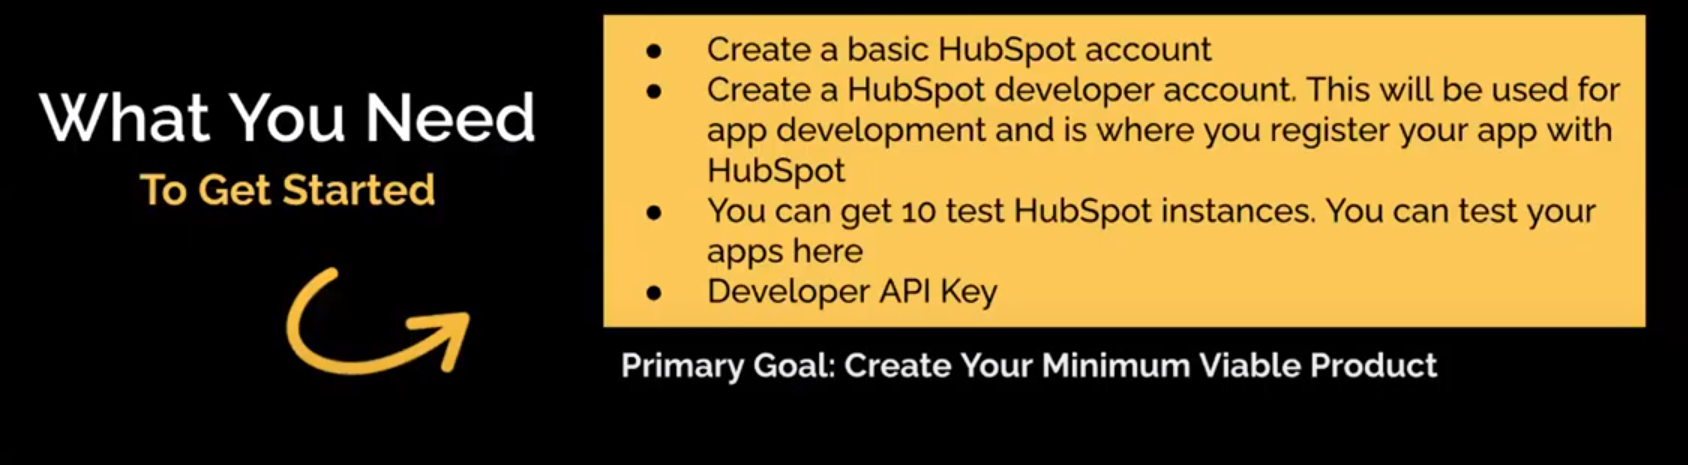 What You Need
To Get Started
● Create a basic HubSpot account
● Create a HubSpot developer account. This will be used for
app development and is where you register your app with
HubSpot
● You can get 10 test HubSpot instances. You can test your
apps here
● Developer API Key
Primary Goal: Create Your Minimum Viable Product